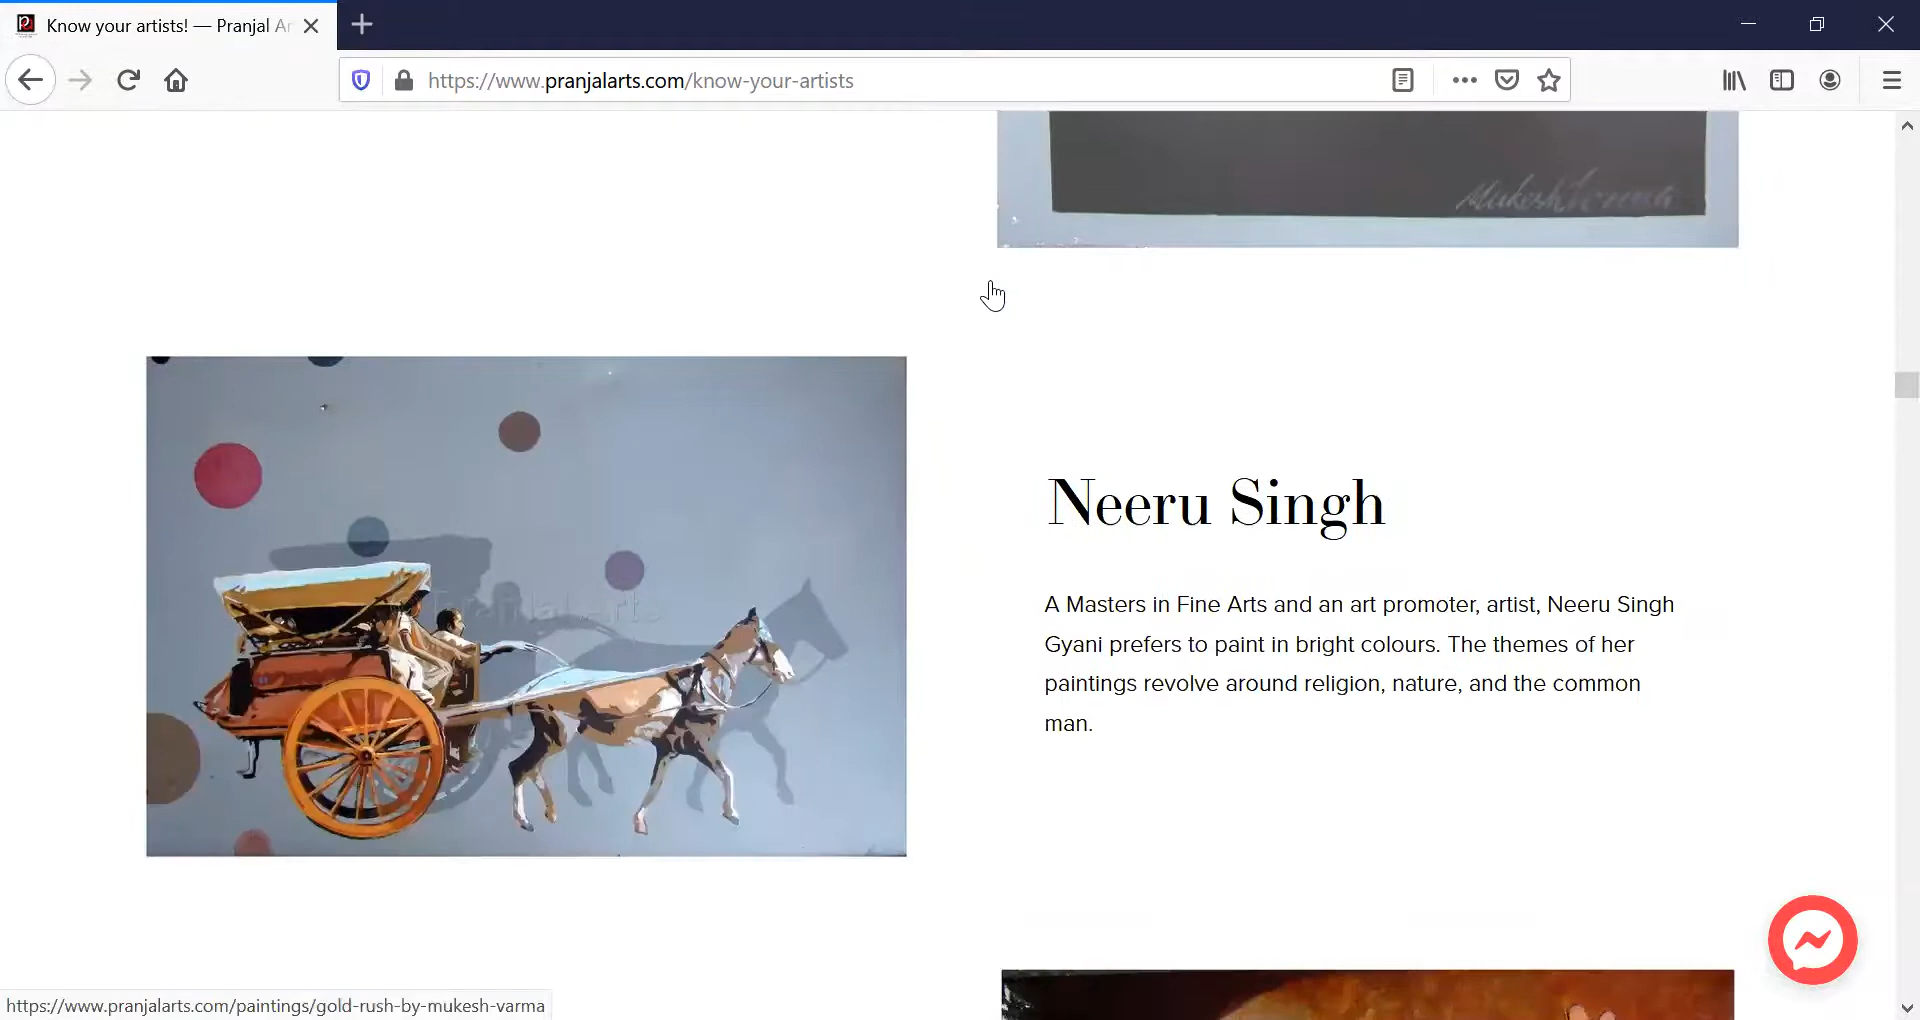 Know your artists! — Pranjal Ar
https://www.pranjalarts.com/know-your-artists
Neeru Singh
A Masters in Fine Arts and an art promoter, artist, Neeru Singh
Gyani prefers to paint in bright colours. The themes of her
paintings revolve around religion, nature, and the common
man.
https://www.pranjalarts.com/paintings/gold-rush-by-mukesh-varma